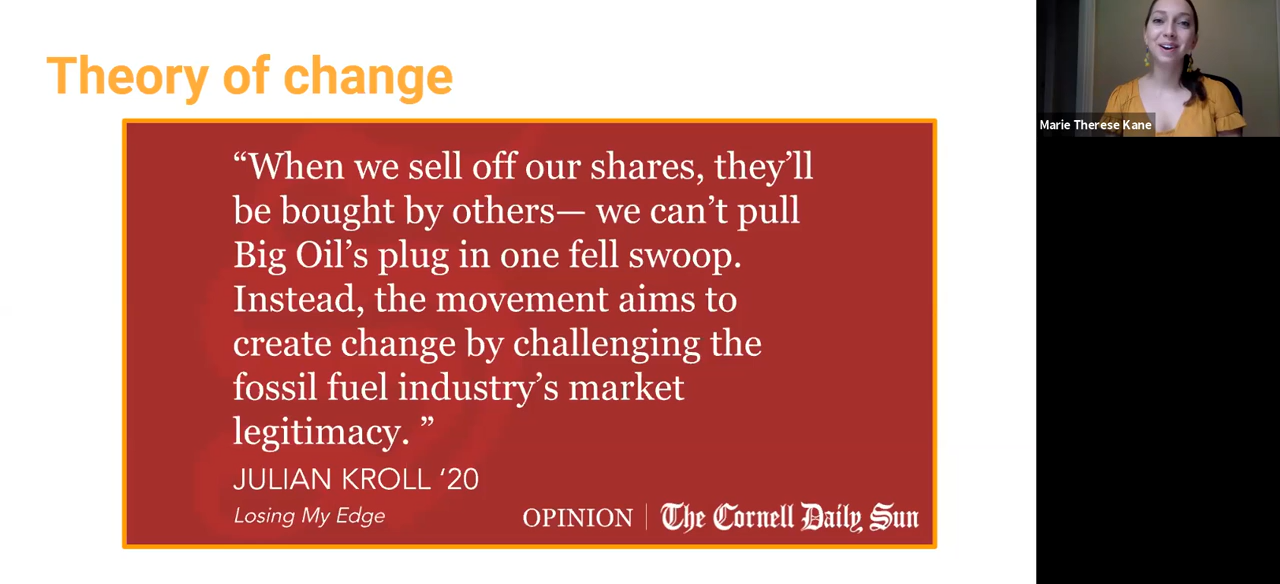 Theory of change
“When we sell off our shares, they’ll
be bought by others— we can’t pull
Big Oil’s plug in one fell swoop.
Instead, the movement aims to
create change by challenging the
fossil fuel industry’s market
legitimacy. ”
JULIAN KROLL ‘20
Losing My Edge
OPINION | The Cornell Daily Sun
Marie Therese Kane